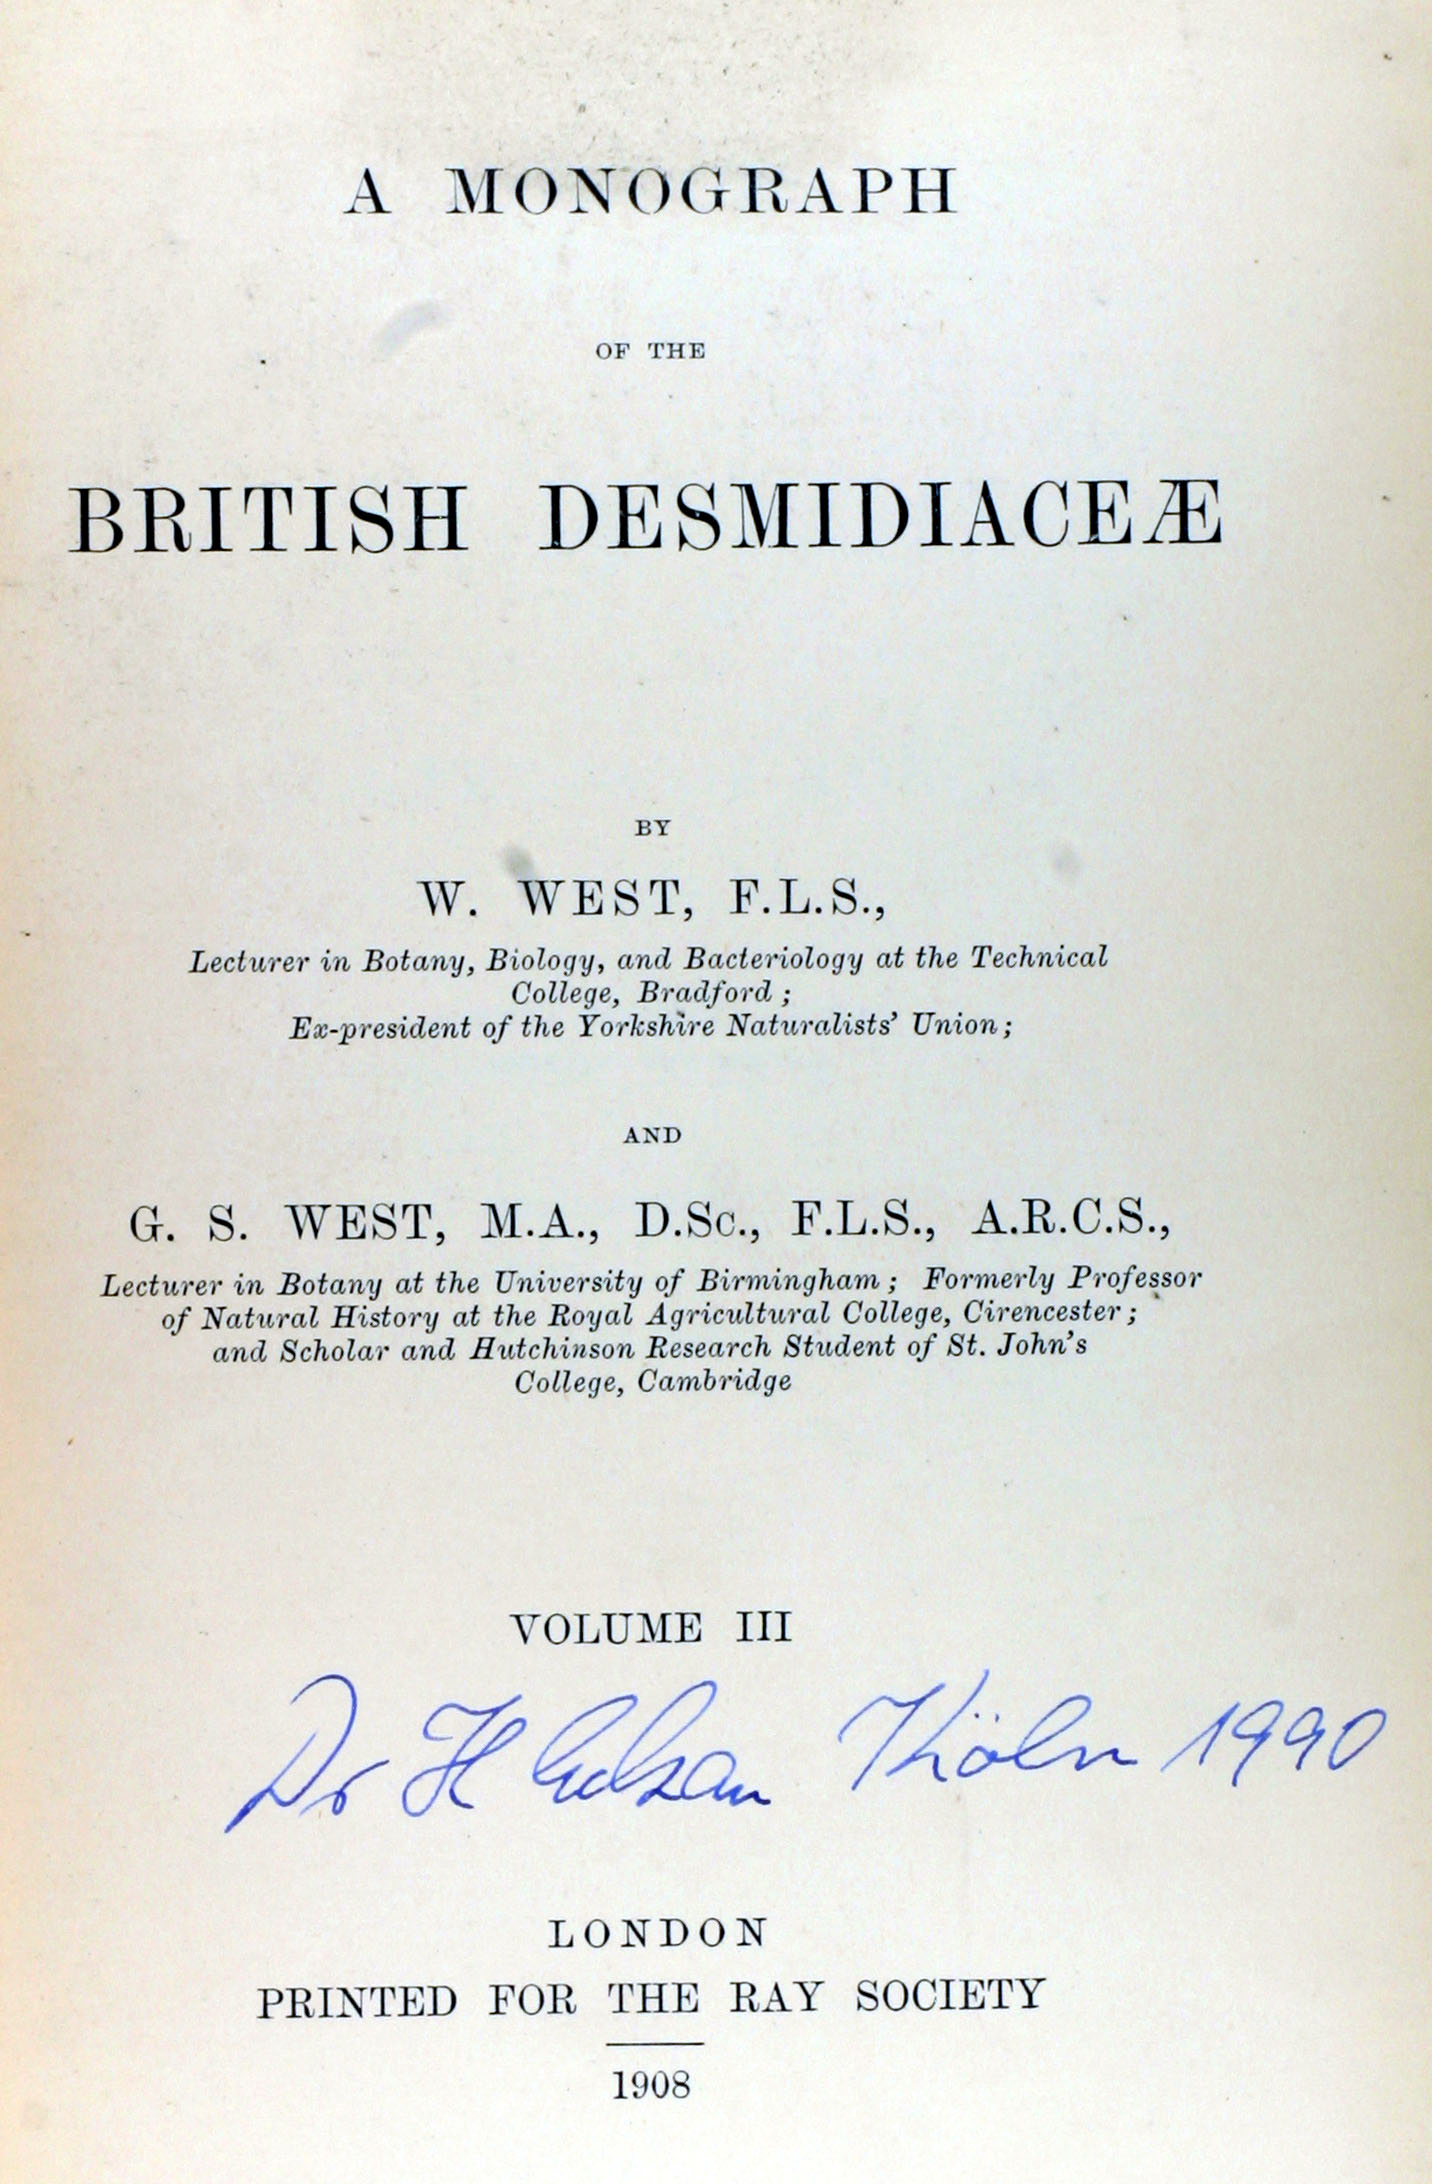 A MONOGRAPH
OF THE
BRITISH DESMIDIACEÆ
BY
W. WEST, F.L.S.,
Lecturer in Botany, Biology, and Bacteriology at the Technical
College, Bradford ;
Ex-president of the Yorkshire Naturalists’ Union ;
AND
G. S. WEST, M.A., D.Sc., F.L.S., A.R.C.S.,
Lecturer in Botany at the University of Birmingham ; Formerly Professor
of Natural History at the Royal Agricultural College, Cirencester ;
and Scholar and Hutchinson Research Student of St. John’s
College, Cambridge
VOLUME III
Dr H Köln 1990
LONDON
PRINTED FOR THE RAY SOCIETY
1908